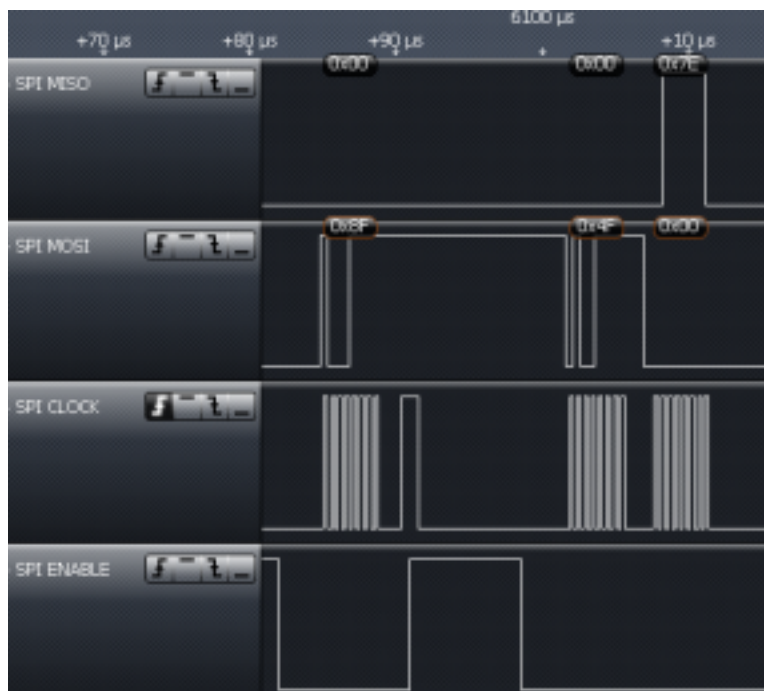 6100 µs
+70 µs +80 µs +90 µs +10 µs
0x00 0x00 0x7E
SPI MISO
0x8F 0x4F 0x00
SPI MOSI
SPI CLOCK
SPI ENABLE